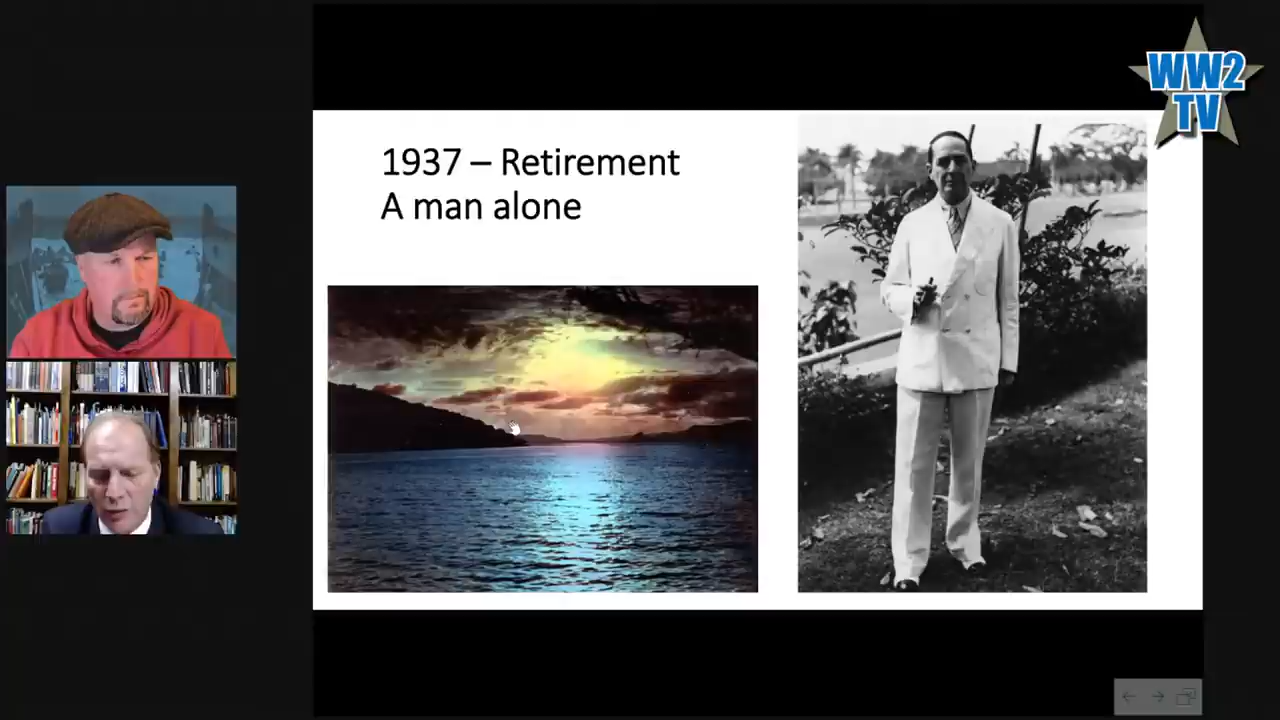 1937 – Retirement
A man alone
WW2
TV